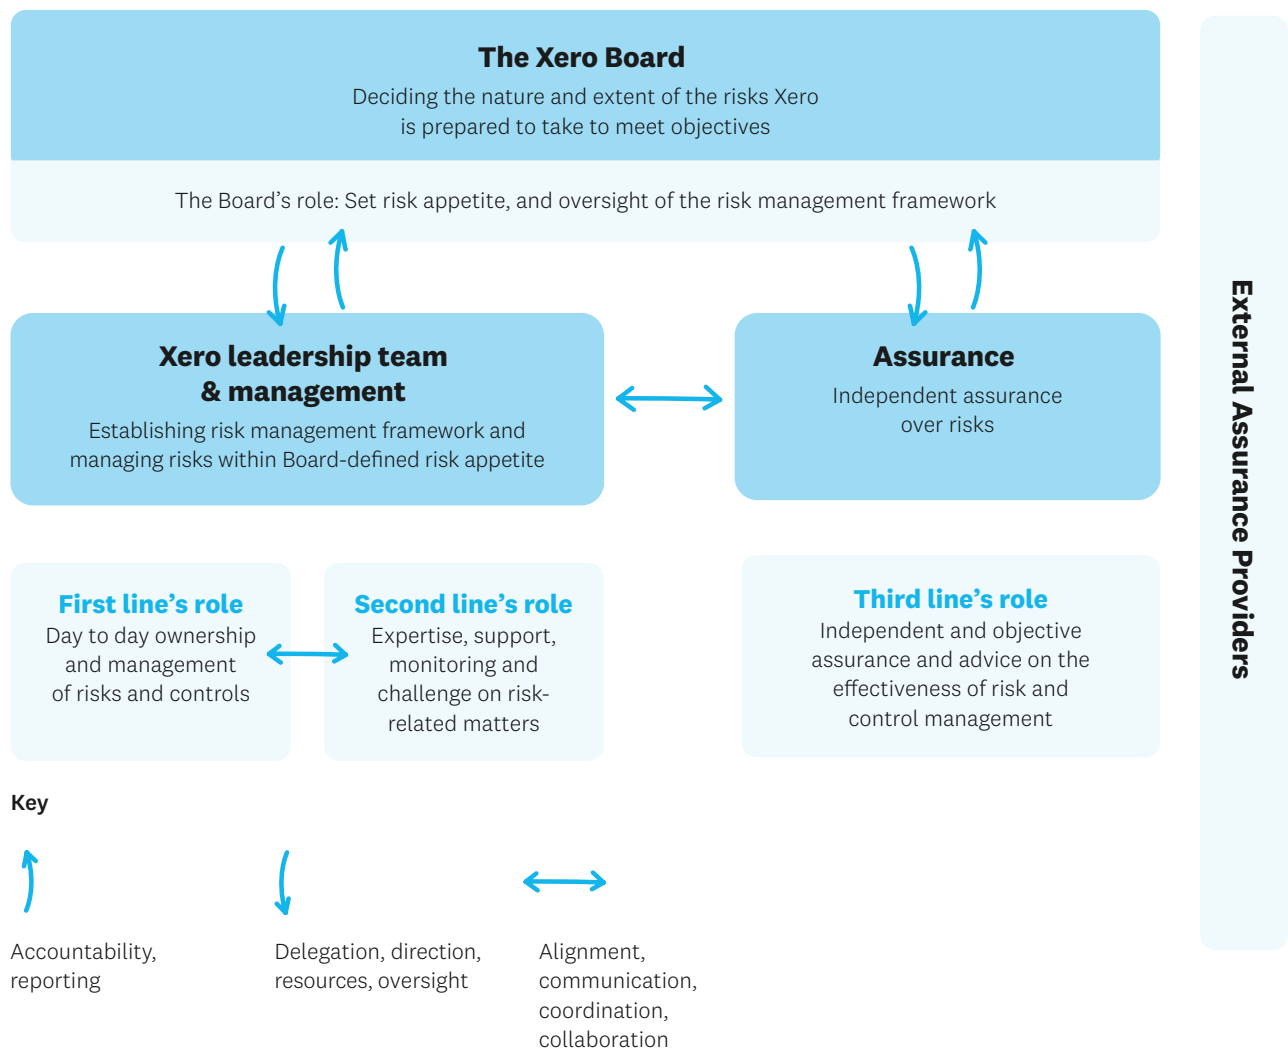 The Xero Board
Deciding the nature and extent of the risks Xero
is prepared to take to meet objectives
The Board’s role: Set risk appetite, and oversight of the risk management framework
Xero leadership team
& management
Establishing risk management framework and
managing risks within Board-defined risk appetite
Assurance
Independent assurance
over risks
First line’s role
Day to day ownership
and management
of risks and controls
Second line’s role
Expertise, support,
monitoring and
challenge on risk-
related matters
Third line’s role
Independent and objective
assurance and advice on the
effectiveness of risk and
control management
External Assurance Providers
Key
Accountability,
reporting
Delegation, direction,
resources, oversight
Alignment,
communication,
coordination,
collaboration